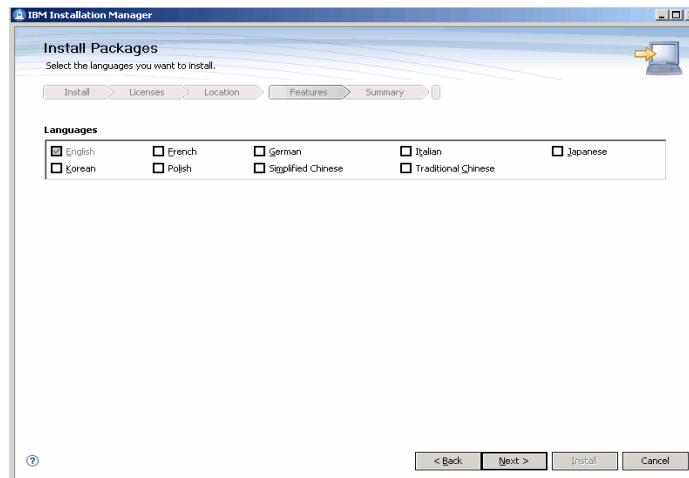 IBM Installation Manager
Install Packages
Select the languages you want to install.
Install Licenses Location Features Summary
Languages
English French German Italian Japanese
Korean Polish Simplified Chinese Traditional Chinese
? < Back Next > Install Cancel